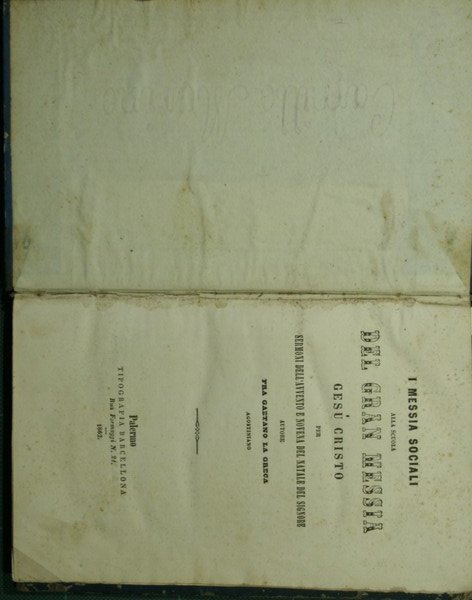 I MESSIA SOCIALI
ALLA SCUOLA
DEL GRAN MESSIA
GESÙ CRISTO
PER
SERMONI DELL'AVVENTO E NOVENA DEL NATALE DEL SIGNORE
AUTORE
FRA GAETANO LA GRECA
AGOSTINIANO
Palermo
TIPOGRAFIA BARCELLONA
N. 21.